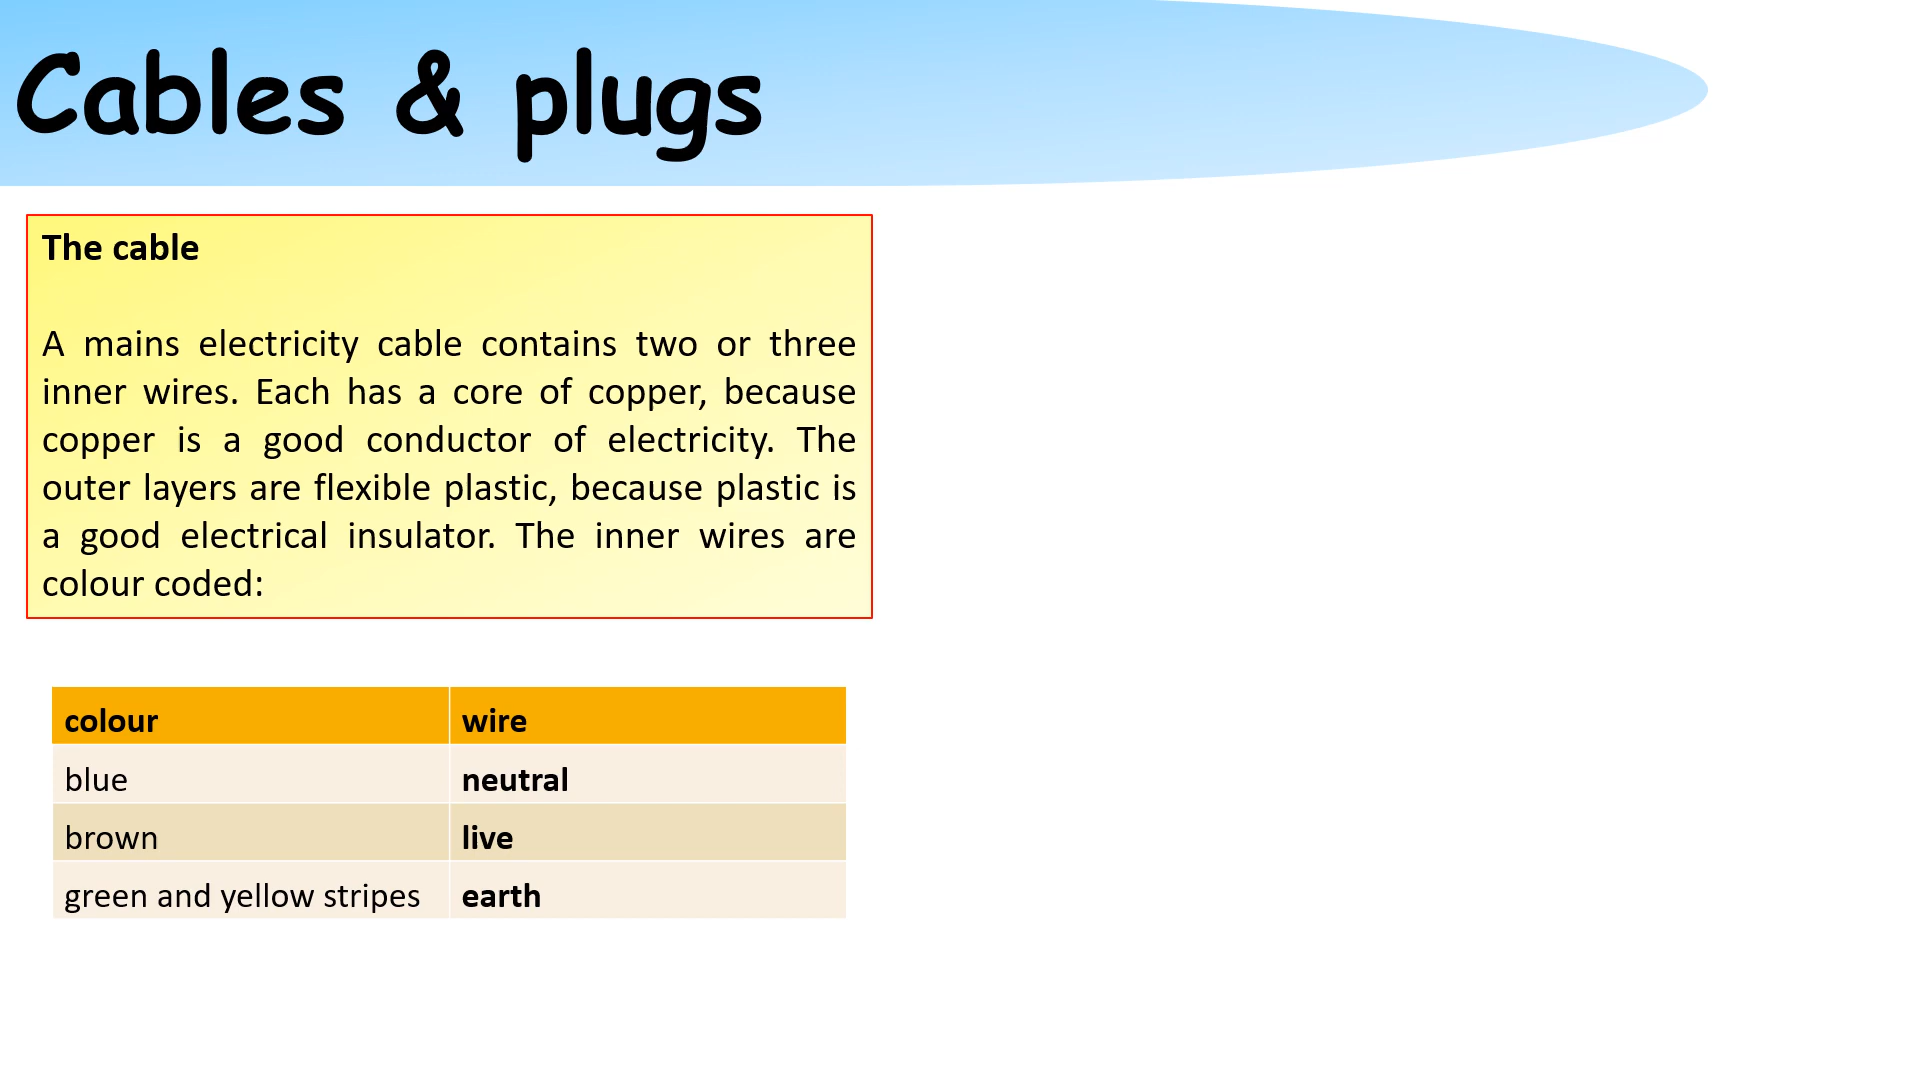 Cables & plugs
The cable
A mains electricity cable contains two or three
inner wires. Each has a core of copper, because
copper is a good conductor of electricity. The
outer layers are flexible plastic, because plastic is
a good electrical insulator. The inner wires are
colour coded:
colour wire
blue neutral
brown live
green and yellow stripes earth